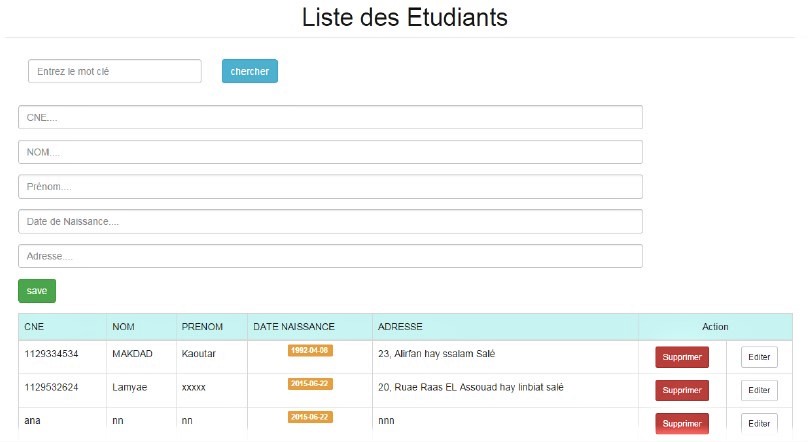 Liste des Etudiants
Entrez le mot clé chercher
CNE....
NOM....
Prénom....
Date de Naissance....
Adresse....
save
CNE NOM PRENOM DATE NAISSANCE ADRESSE Action
1129334534 MAKDAD Kaoutar 1992-04-06 23, Alirfan hay ssalam Salé Supprimer Editer
1129532624 Lamyae xxxxx 2015-06-22 20, Ruae Raas EL Assouad hay linbiat salé Supprimer Editer
ana nn nn 2015-06-22 nnn Supprimer Editer